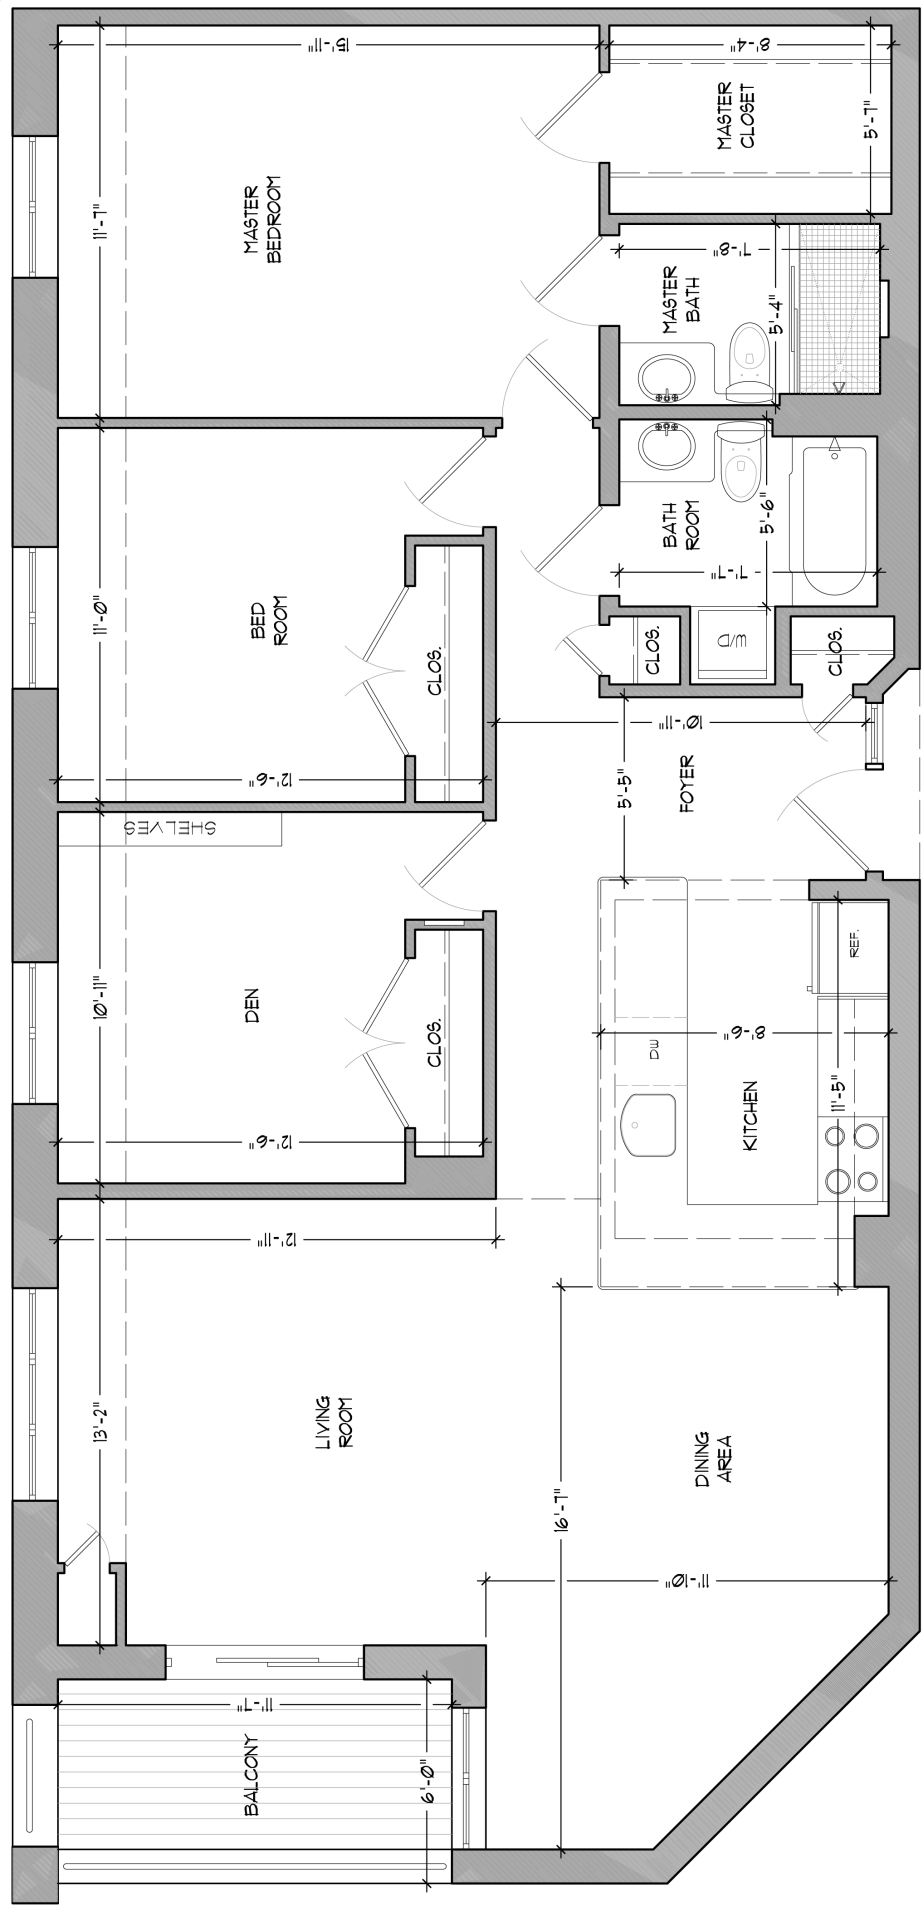 15'-11"
8'-4"
MASTER
CLOSET
5'-7"
11'-7"
MASTER
BEDROOM
7'-8"
MASTER
BATH
5'-4"
11'-0"
BED
ROOM
CLOS.
12'-6"
BATH
ROOM
5'-6"
7'-7"
CLOS.
W/D
CLOS.
10'-11"
5'-5"
FOYER
SHELVES
10'-11"
DEN
CLOS.
12'-6"
REF.
8'-6"
DW
KITCHEN
11'-5"
12'-11"
13'-2"
LIVING
ROOM
16'-7"
DINING
AREA
11'-10"
11'-7"
BALCONY
6'-0"